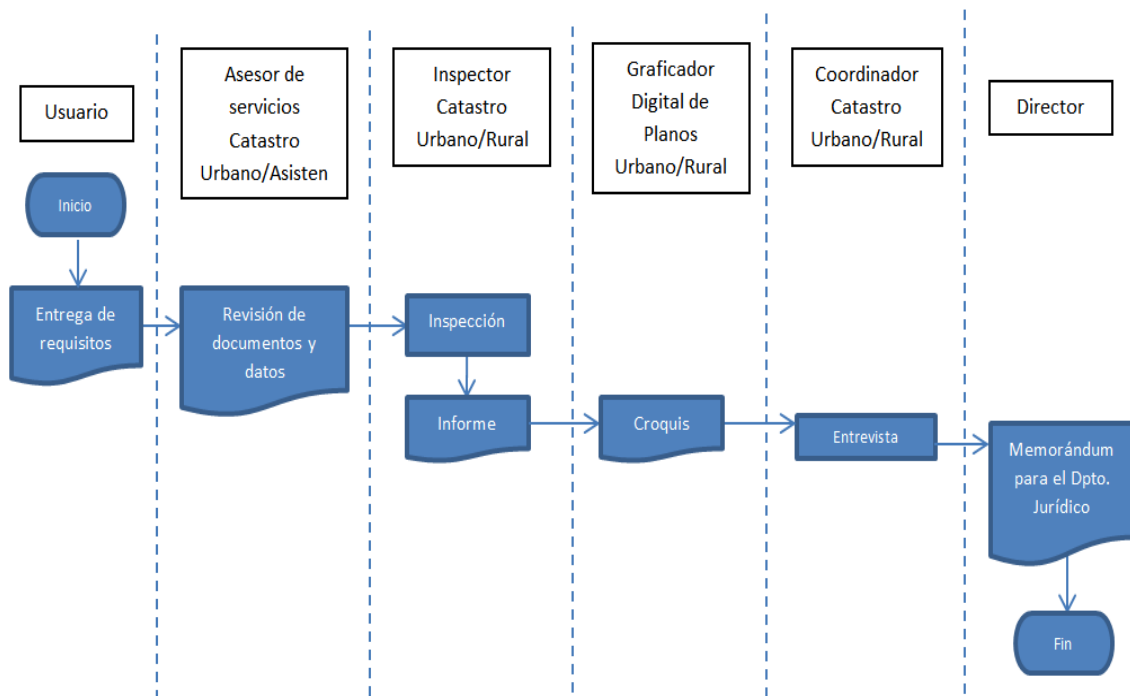 Usuario
Asesor de
servicios
Catastro
Urbano/Asisten
Inspector
Catastro
Urbano/Rural
Graficador
Digital de
Planos
Urbano/Rural
Coordinador
Catastro
Urbano/Rural
Director
Inicio
Entrega de
requisitos
Revisión de
documentos y
datos
Inspección
Informe
Croquis
Entrevista
Memorándum
para el Dpto.
Jurídico
Fin